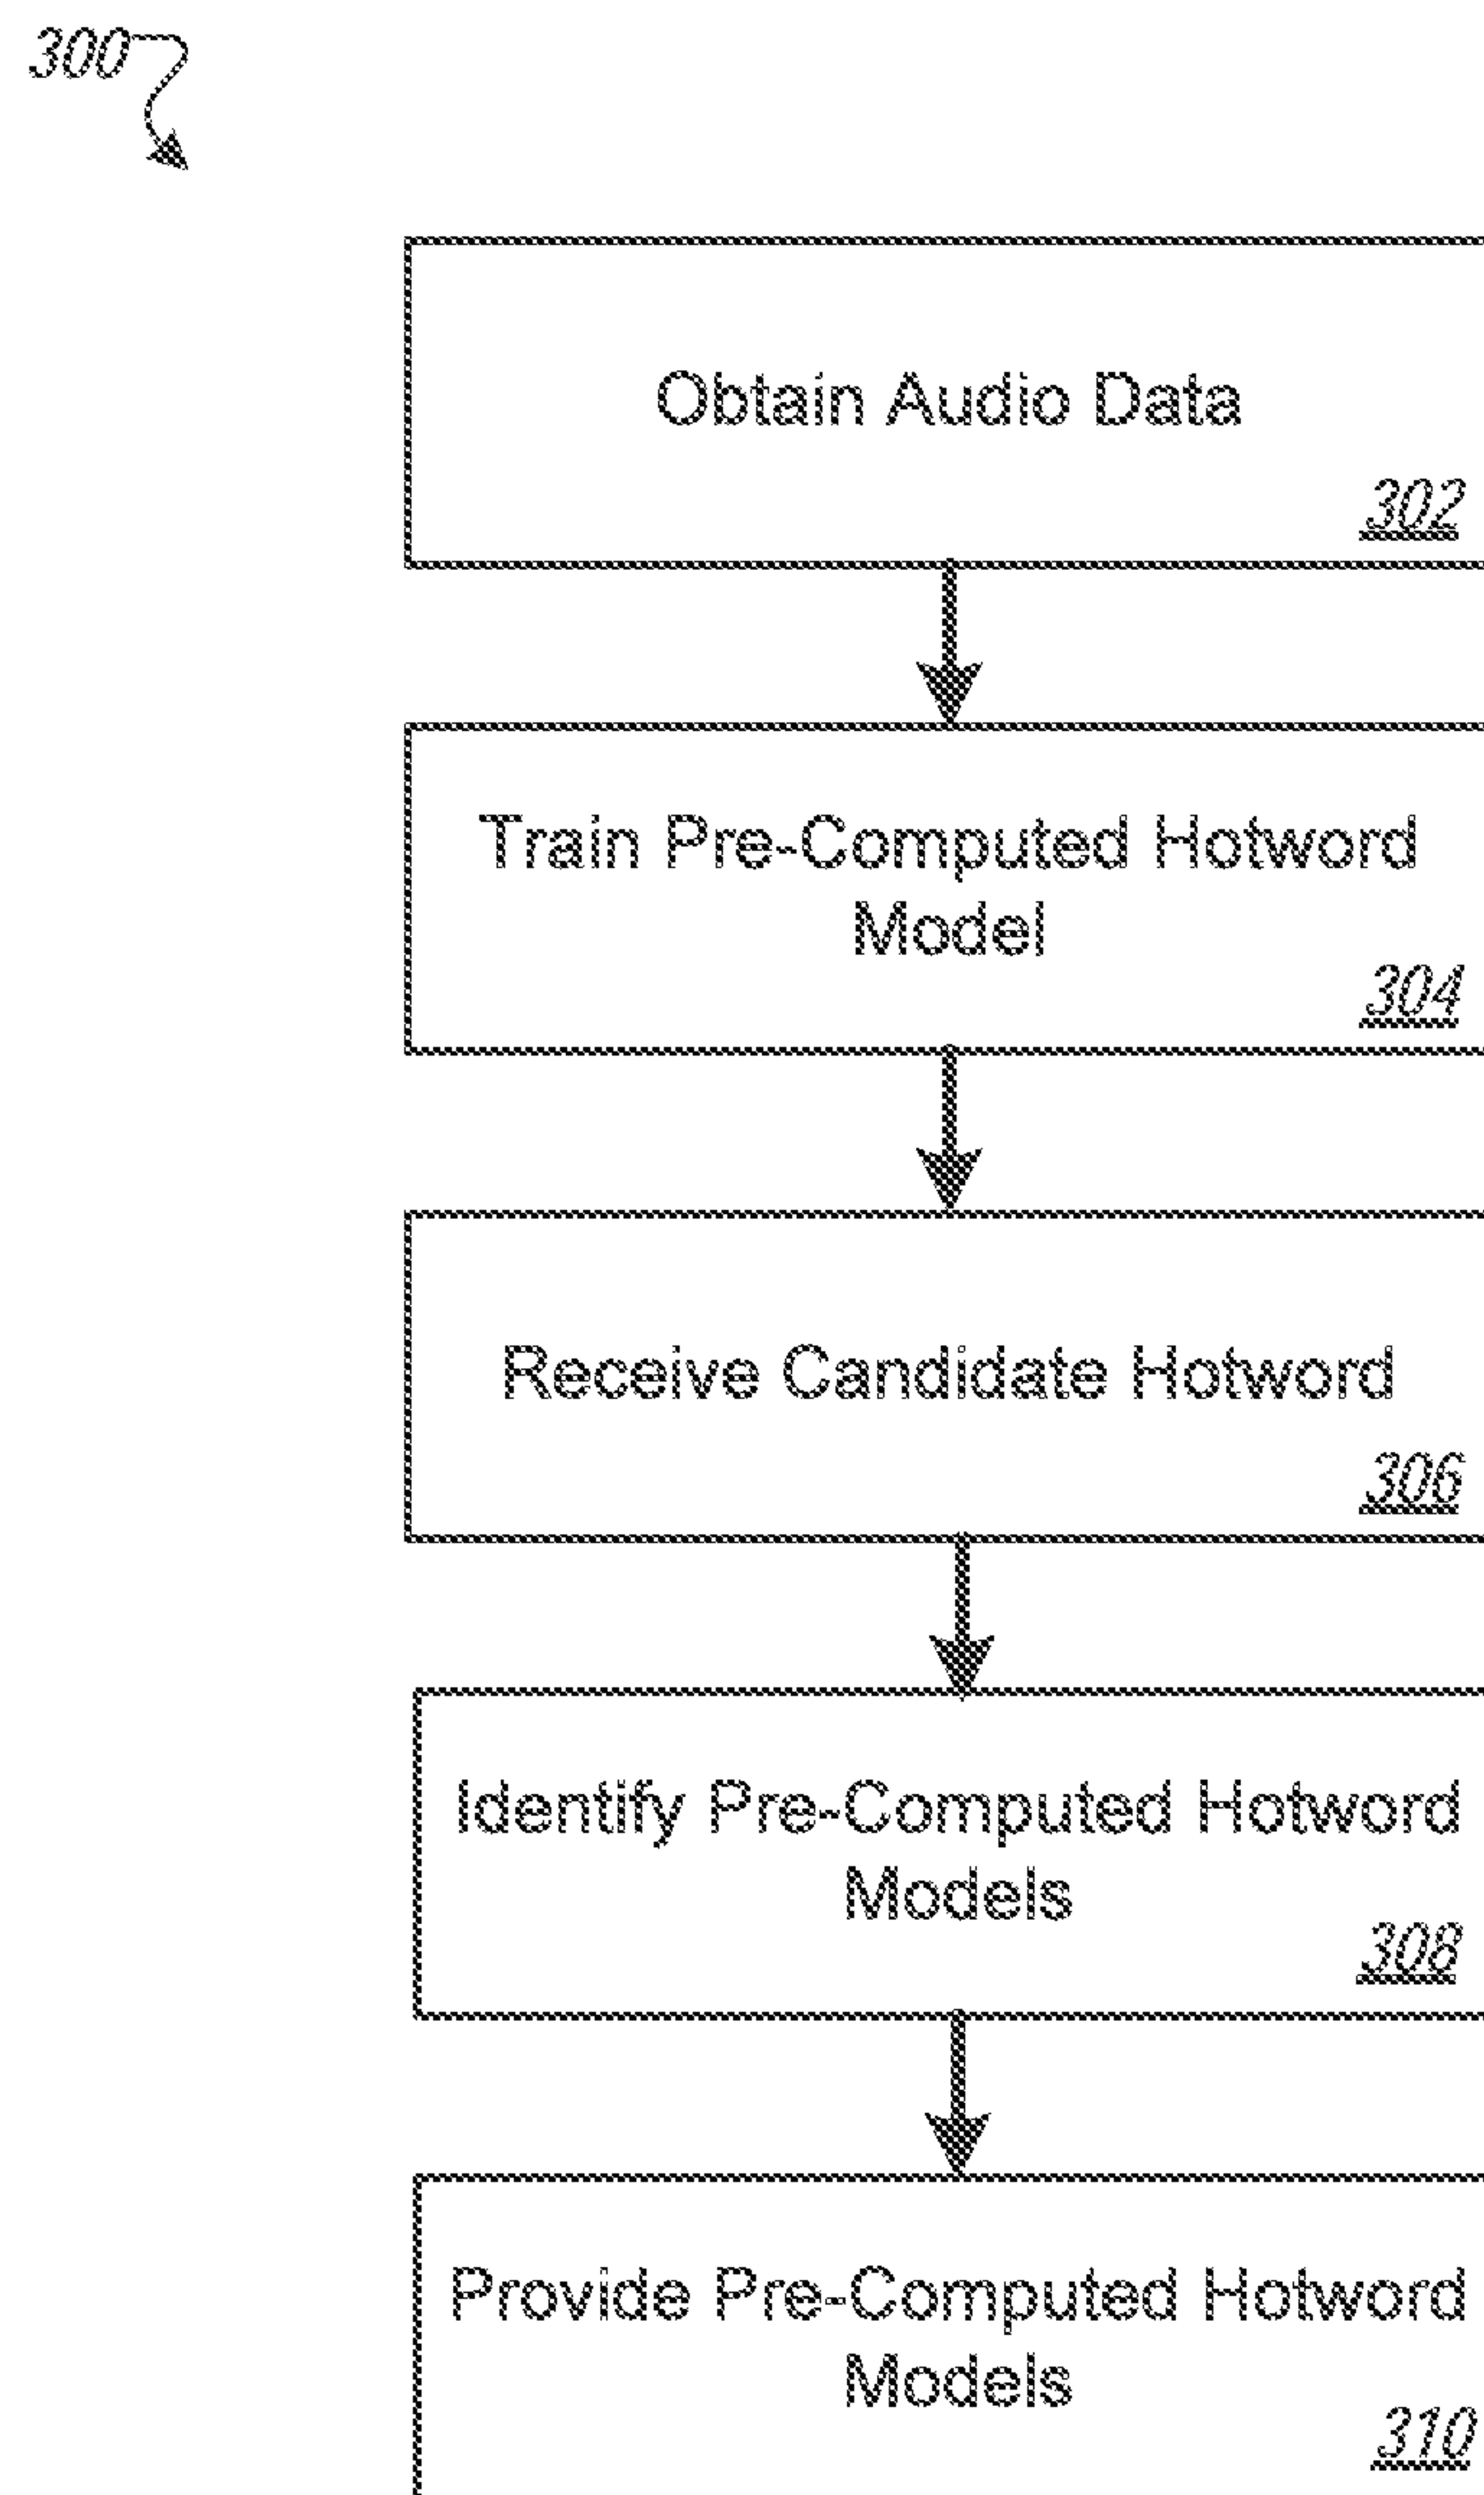 300
Obtain Audio Data
302
Train Pre-Computed Hotword
Model
304
Receive Candidate Hotword
306
Identify Pre-Computed Hotword
Models
308
Provide Pre-Computed Hotword
Models
310